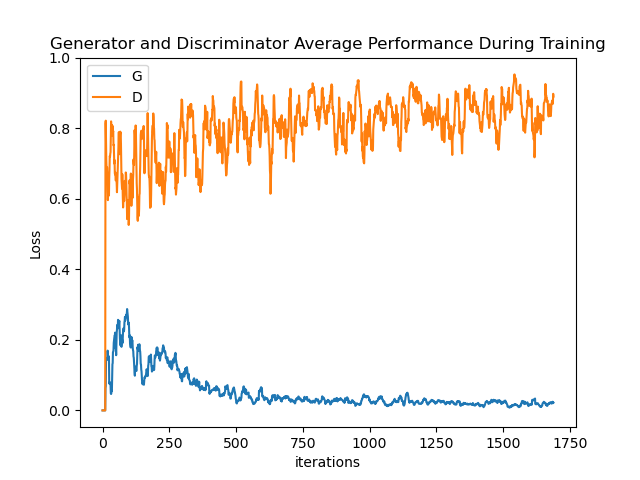 Generator and Discriminator Average Performance During Training
G
D
Loss
1.0
0.8
0.6
0.4
0.2
0.0
0
250
500
750
1000
1250
1500
1750
iterations